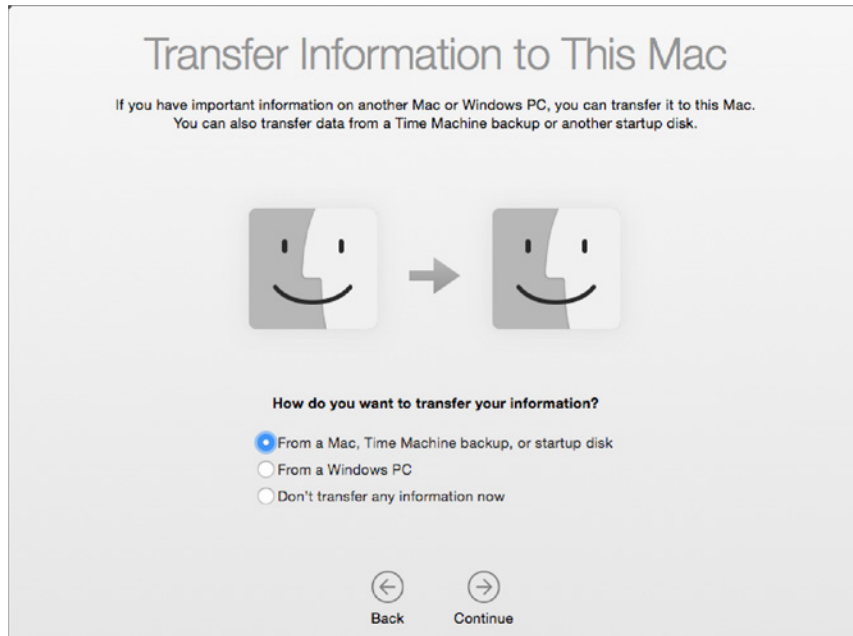 Transfer Information to This Mac
If you have important information on another Mac or Windows PC, you can transfer it to this Mac.
You can also transfer data from a Time Machine backup or another startup disk.
How do you want to transfer your information?
From a Mac, Time Machine backup, or startup disk
From a Windows PC
Don't transfer any information now
Back
Continue